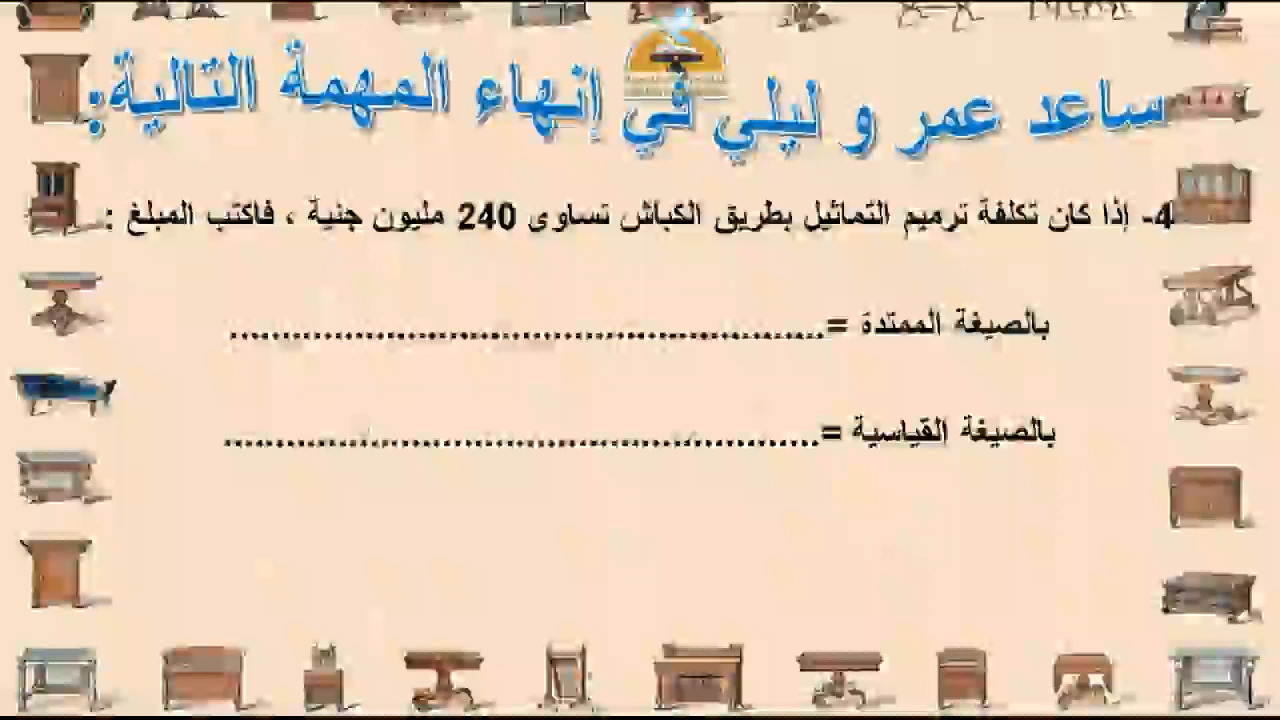 ساعد عمر و ليلي في إنهاء المهمة التالية:
4- إذا كان تكلفة ترميم التماثيل بطريق الكباش تساوى 240 مليون جنية ، فاكتب المبلغ :
بالصيغة الممتدة =......................................................
بالصيغة القياسية =......................................................